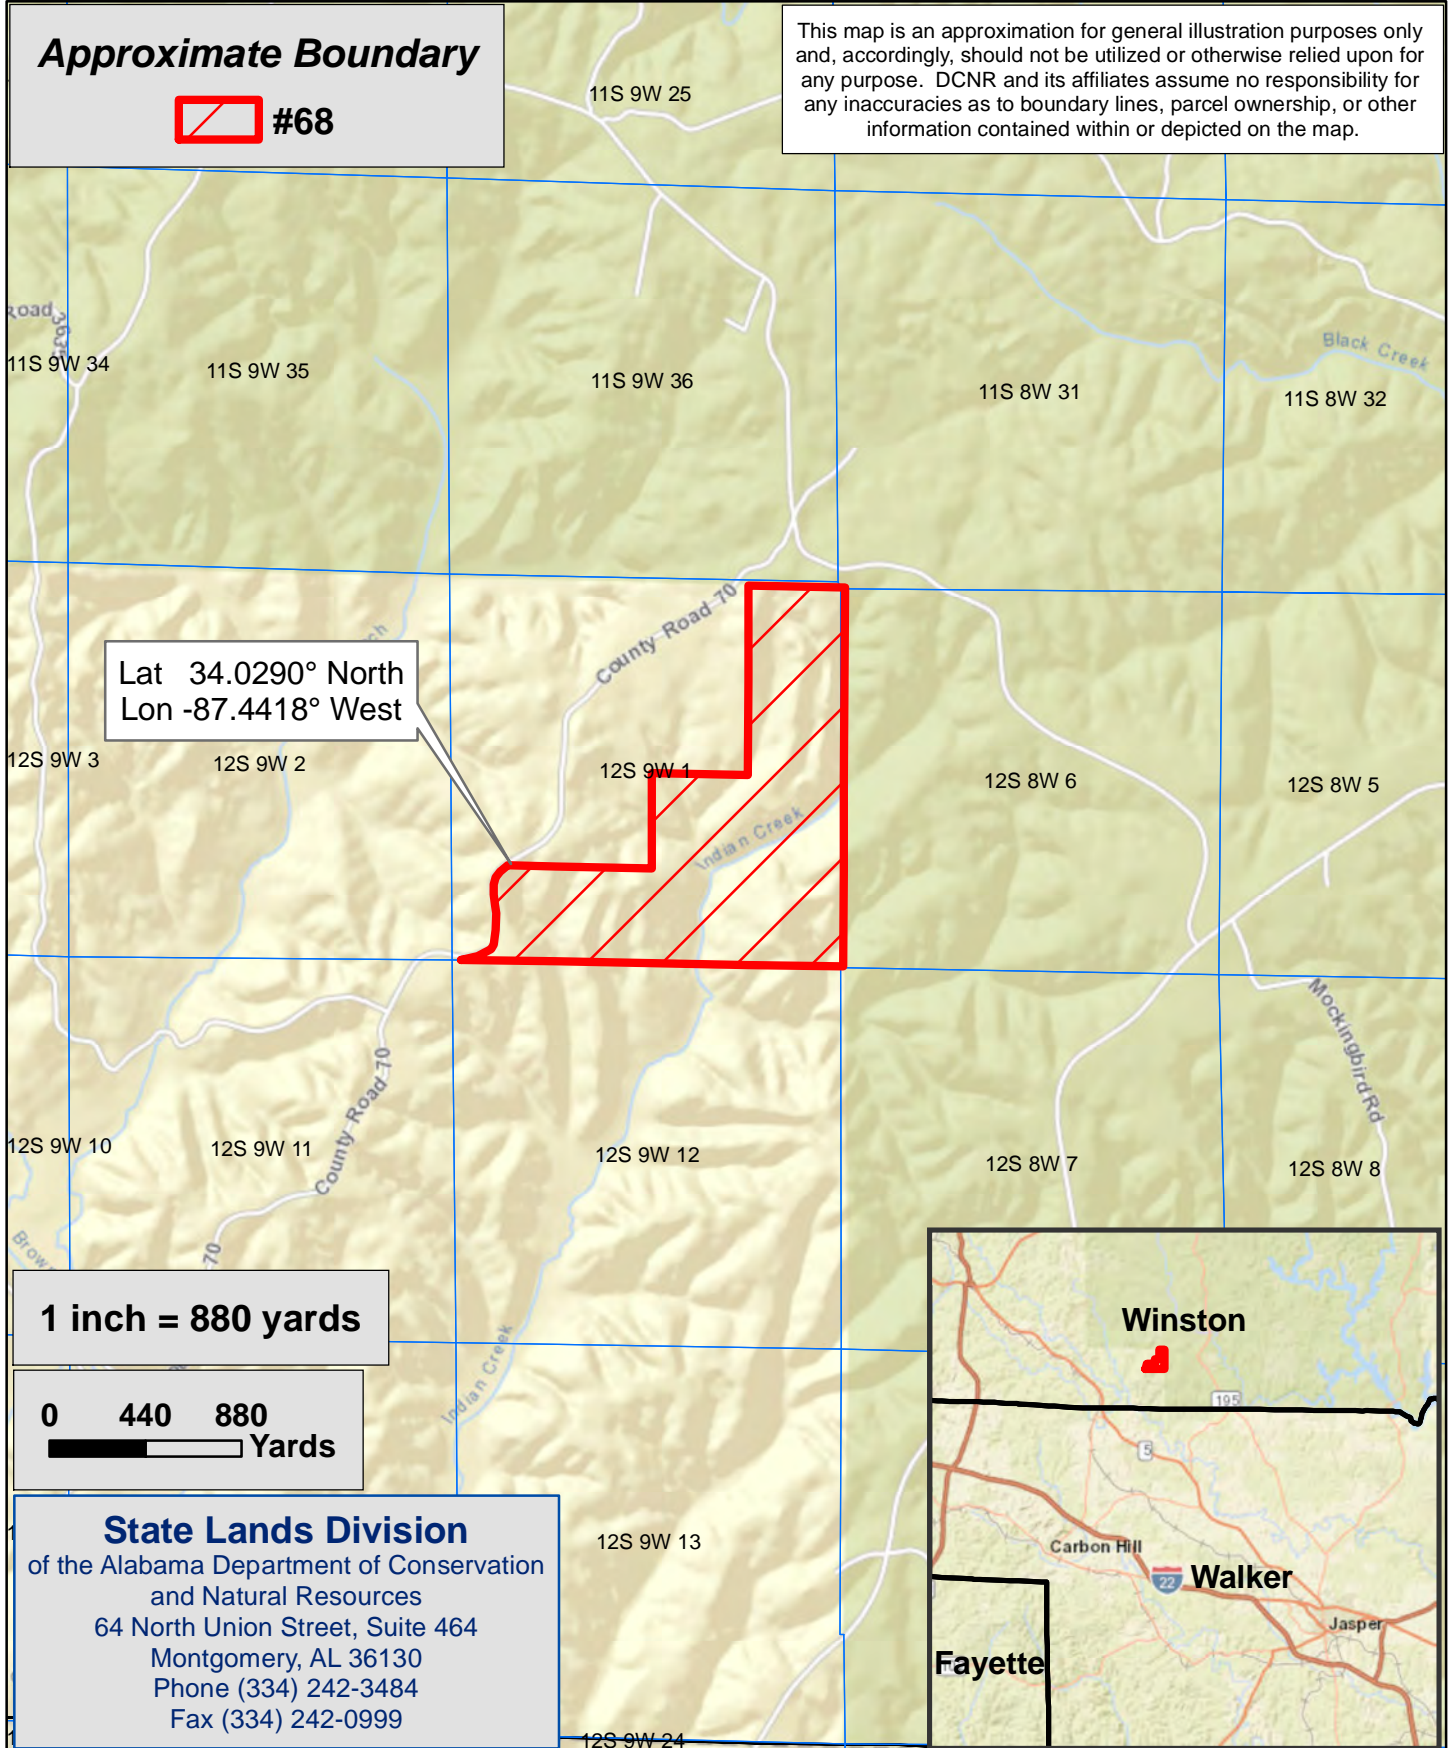 Approximate Boundary
#68
This map is an approximation for general illustration purposes only
and, accordingly, should not be utilized or otherwise relied upon for
any purpose.  DCNR and its affiliates assume no responsibility for
any inaccuracies as to boundary lines, parcel ownership, or other
information contained within or depicted on the map.
11S 9W 25
Road 3935
11S 9W 34
11S 9W 35
11S 9W 36
11S 8W 31
Black Creek
11S 8W 32
County Road 70
Lat   34.0290° North
Lon -87.4418° West
12S 9W 3
12S 9W 2
12S 9W 1
12S 8W 6
12S 8W 5
Indian Creek
Mockingbird Rd
County Road 70
12S 9W 10
12S 9W 11
12S 9W 12
12S 8W 7
12S 8W 8
70
1 inch = 880 yards
Indian Creek
0 440 880
Yards
Winston
195
5
Carbon Hill
22
Walker
Jasper
Fayette
State Lands Division
of the Alabama Department of Conservation
and Natural Resources
64 North Union Street, Suite 464
Montgomery, AL 36130
Phone (334) 242-3484
Fax (334) 242-0999
12S 9W 13
12S 9W 24